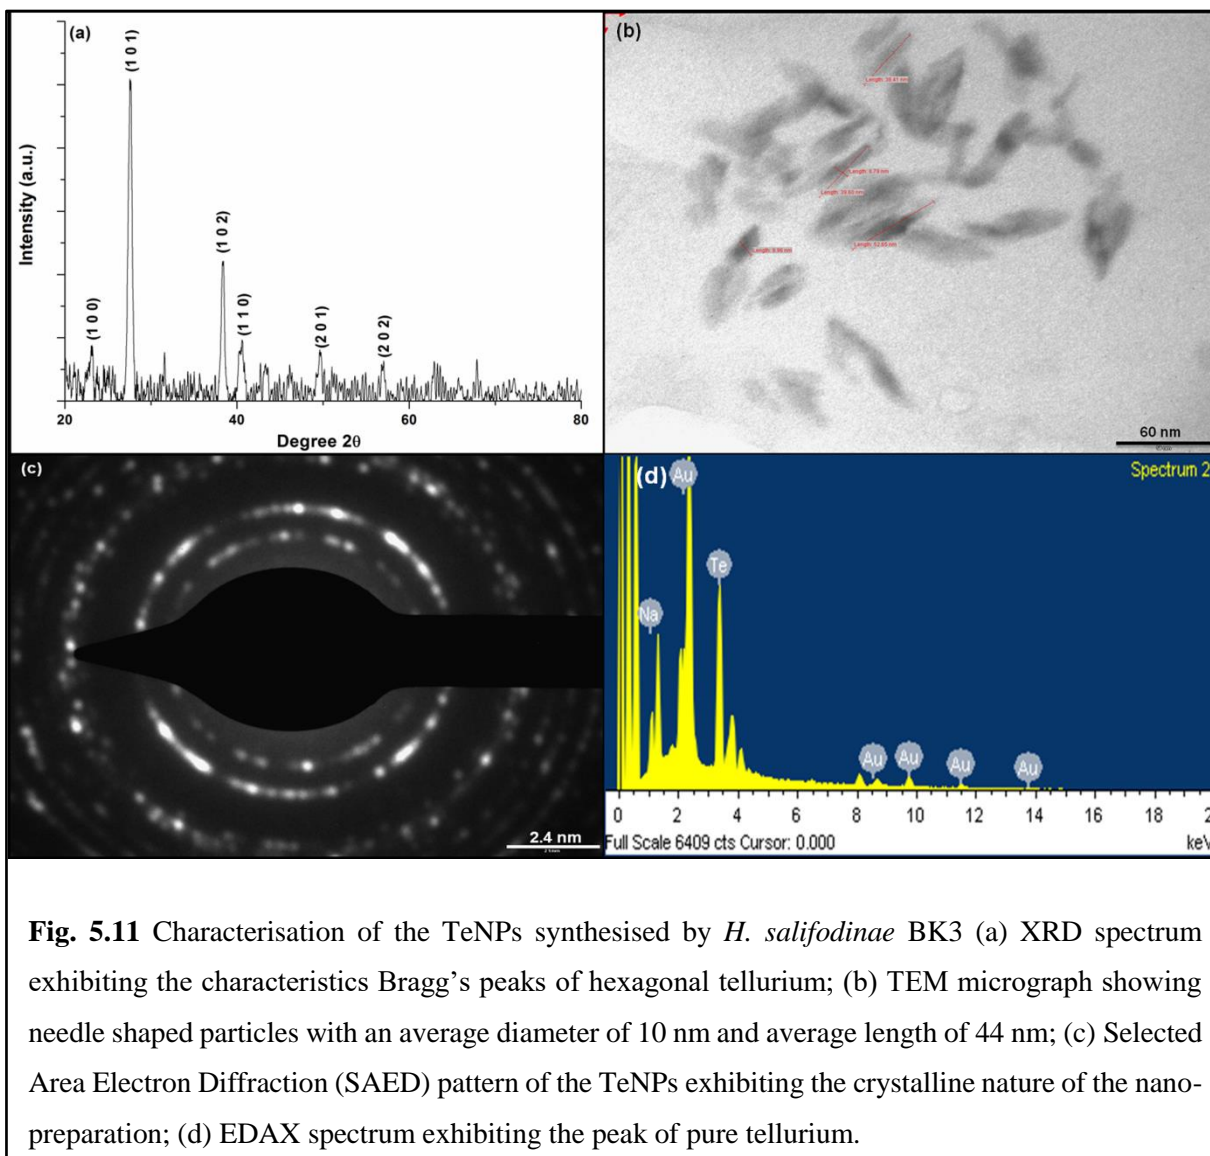 (a)
(1 0 1)
(1 0 2)
(1 0 0)
(1 1 0)
(2 0 1)
(2 0 2)
Intensity (a.u.)
20
40
60
80
Degree 2θ
(b)
60 nm
(c)
2.4 nm
(d)
Spectrum 2
Au
Te
Na
Au
Au
Au
Au
0 2 4 6 8 10 12 14 16 18 2
Full Scale 6409 cts Cursor: 0.000 keV
Fig. 5.11 Characterisation of the TeNPs synthesised by H. salifodinae BK3 (a) XRD spectrum
exhibiting the characteristics Bragg’s peaks of hexagonal tellurium; (b) TEM micrograph showing
needle shaped particles with an average diameter of 10 nm and average length of 44 nm; (c) Selected
Area Electron Diffraction (SAED) pattern of the TeNPs exhibiting the crystalline nature of the nano-
preparation; (d) EDAX spectrum exhibiting the peak of pure tellurium.